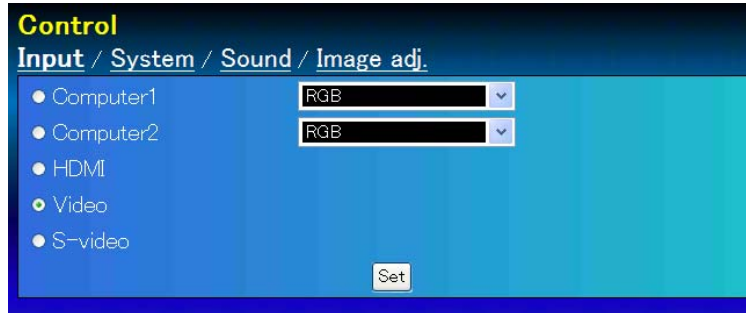 Control
Input / System / Sound / Image adj.
Computer1 RGB
Computer2 RGB
HDMI
Video
S-video
Set